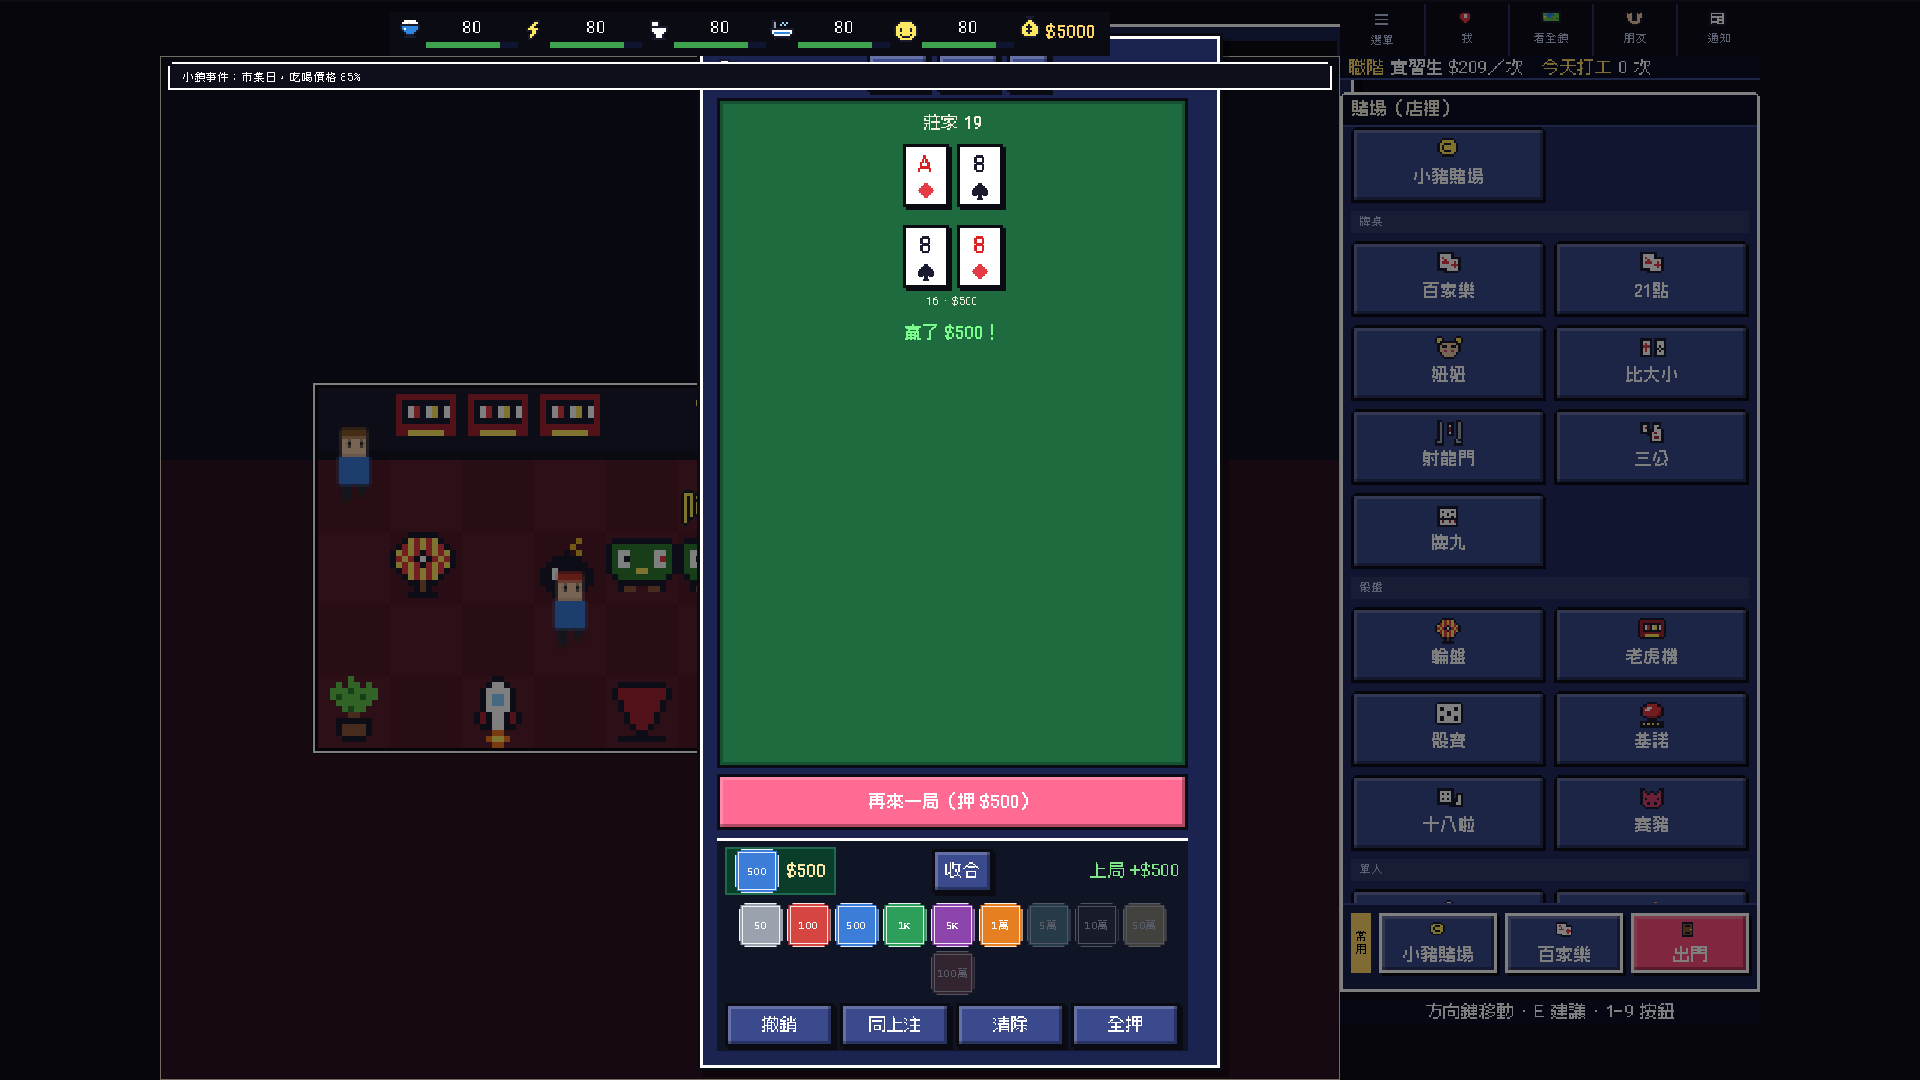 80 80 80 80 80 $5000
選單 我 看全鎮 朋友 通知
小鎮事件：市集日，吃喝價格 85%
職階 實習生 $209／次 今天打工 0 次
賭場（店裡）
小豬賭場
牌桌
百家樂 21點
妞妞 比大小
射龍門 三公
牌九
骰盤
輪盤 老虎機
骰寶 基諾
十八啦 賽豬
單人
常用 小豬賭場 百家樂 出門
方向鍵移動 · E 建議 · 1-9 按鈕
莊家 19
A 8
8 8
16 · $500
贏了 $500！
再來一局（押 $500）
500 $500 收合 上局 +$500
50 100 500 1K 5K 1萬 5萬 10萬 50萬
100萬
撤銷 同上注 清除 全押